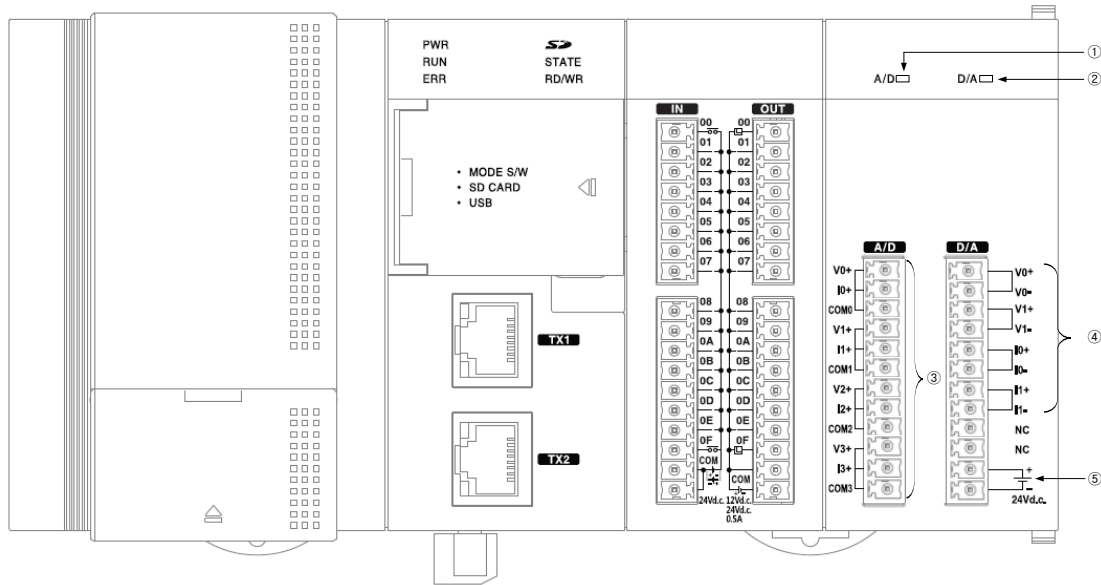 PWR
RUN
ERR
SD
STATE
RD/WR
A/D
D/A
①
②
MODE S/W
SD CARD
USB
TX1
TX2
IN
OUT
00 00
01 01
02 02
03 03
04 04
05 05
06 06
07 07
08 08
09 09
0A 0A
0B 0B
0C 0C
0D 0D
0E 0E
0F 0F
COM
COM
24Vd.c. 12Vd.c.
24Vd.c.
0.5A
A/D
V0+
I0+
COM0
V1+
I1+
COM1
V2+
I2+
COM2
V3+
I3+
COM3
③
D/A
V0+
V0-
V1+
V1-
I0+
I0-
I1+
I1-
NC
NC
+
-
24Vd.c.
④
⑤